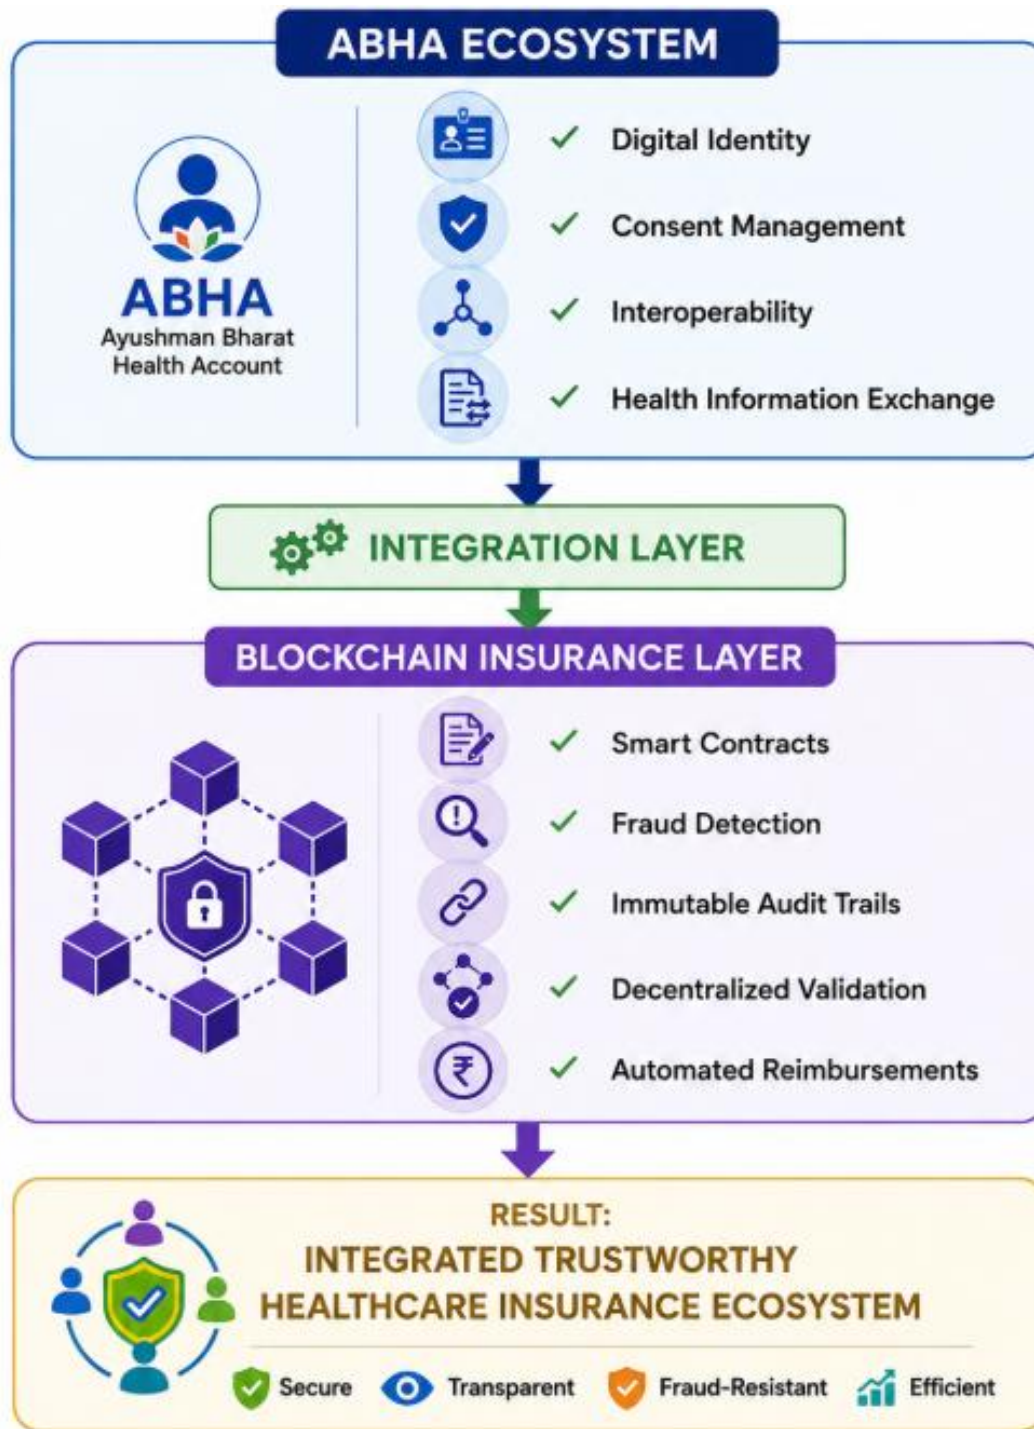 ABHA ECOSYSTEM
ABHA
Ayushman Bharat
Health Account
Digital Identity
Consent Management
Interoperability
Health Information Exchange
INTEGRATION LAYER
BLOCKCHAIN INSURANCE LAYER
Smart Contracts
Fraud Detection
Immutable Audit Trails
Decentralized Validation
₹
Automated Reimbursements
RESULT:
INTEGRATED TRUSTWORTHY
HEALTHCARE INSURANCE ECOSYSTEM
Secure Transparent Fraud-Resistant Efficient